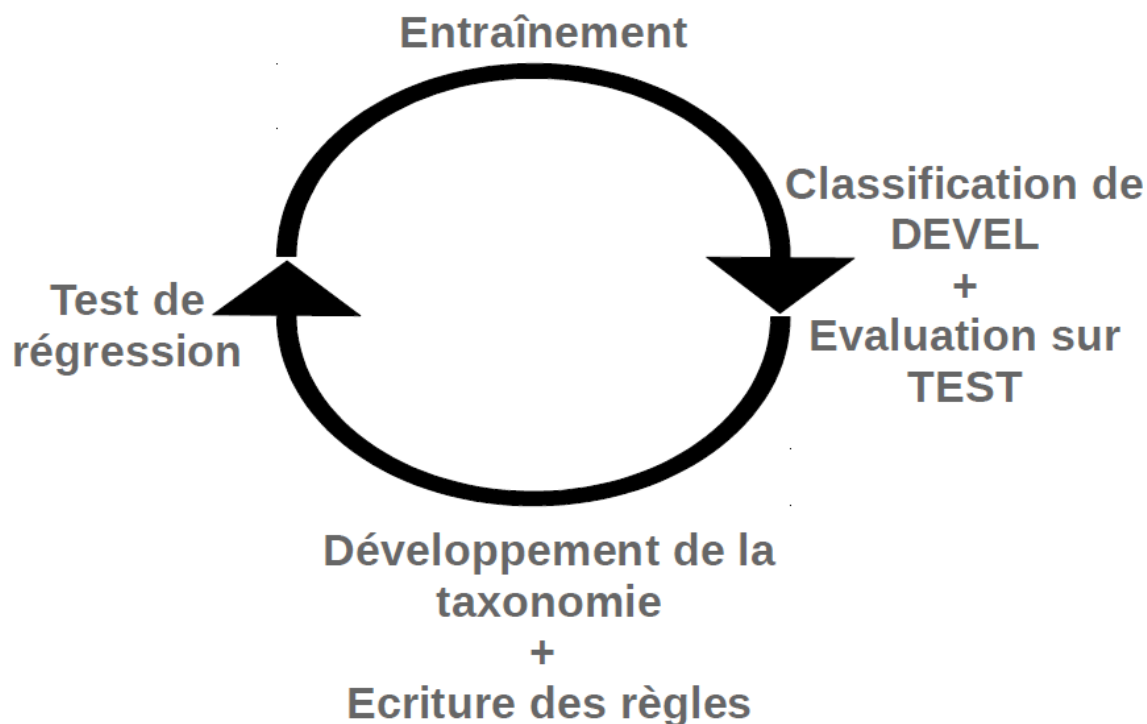 Entraînement
Classification de
DEVEL
+
Evaluation sur
TEST
Test de
régression
Développement de la
taxonomie
+
Ecriture des règles